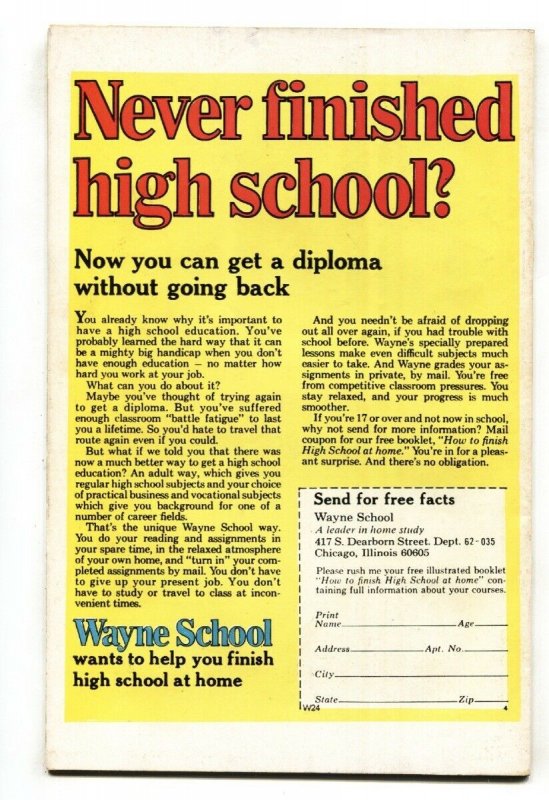 Never finished
high school?
Now you can get a diploma
without going back
You already know why it's important to
have a high school education. You've
probably learned the hard way that it can
be a mighty big handicap when you don't
have enough education — no matter how
hard you work at your job.
What can you do about it?
Maybe you've thought of trying again
to get a diploma. But you've suffered
enough classroom "battle fatigue" to last
you a lifetime. So you'd hate to travel that
route again even if you could.
But what if we told you that there was
now a much better way to get a high school
education? An adult way, which gives you
regular high school subjects and your choice
of practical business and vocational subjects
which give you background for one of a
number of career fields.
That's the unique Wayne School way.
You do your reading and assignments in
your spare time, in the relaxed atmosphere
of your own home, and "turn in" your com-
pleted assignments by mail. You don't have
to give up your present job. You don't
have to study or travel to class at incon-
venient times.
Wayne School
wants to help you finish
high school at home
And you needn't be afraid of dropping
out all over again, if you had trouble with
school before. Wayne's specially prepared
lessons make even difficult subjects much
easier to take. And Wayne grades your as-
signments in private, by mail. You're free
from competitive classroom pressures. You
stay relaxed, and your progress is much
smoother.
If you're 17 or over and not now in school,
why not send for more information? Mail
coupon for our free booklet, "How to finish
High School at home." You're in for a pleas-
ant surprise. And there's no obligation.
Send for free facts
Wayne School
A leader in home study
417 S. Dearborn Street. Dept. 62-035
Chicago, Illinois 60605
Please rush me your free illustrated booklet
"How to finish High School at home" con-
taining full information about your courses.
Print
Name Age
Address Apt. No.
City
State Zip
W24 4